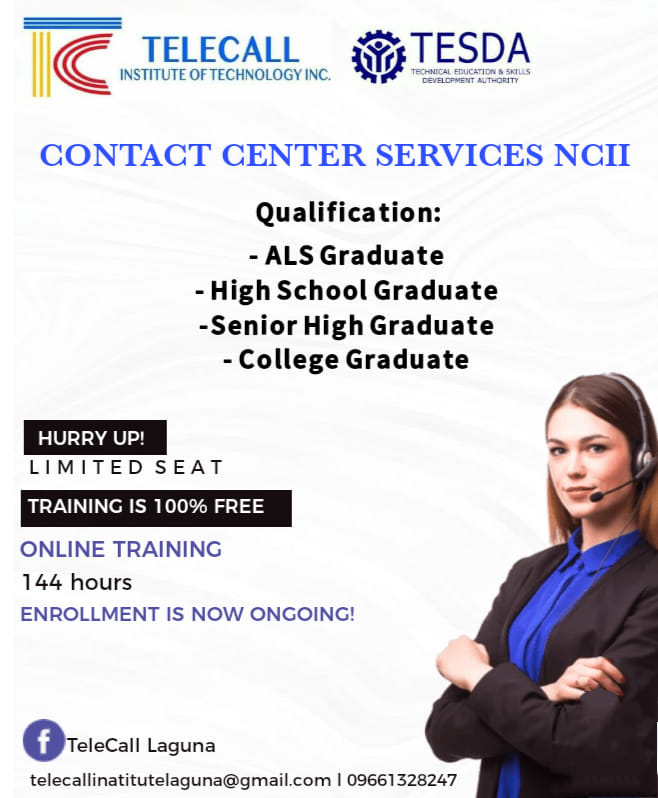 TC TELECALL
INSTITUTE OF TECHNOLOGY INC.
TESDA
TECHNICAL EDUCATION & SKILLS
DEVELOPMENT AUTHORITY
CONTACT CENTER SERVICES NCII
Qualification:
- ALS Graduate
- High School Graduate
-Senior High Graduate
- College Graduate
HURRY UP!
LIMITED SEAT
TRAINING IS 100% FREE
ONLINE TRAINING
144 hours
ENROLLMENT IS NOW ONGOING!
f TeleCall Laguna
telecallinatitutelaguna@gmail.com l 09661328247